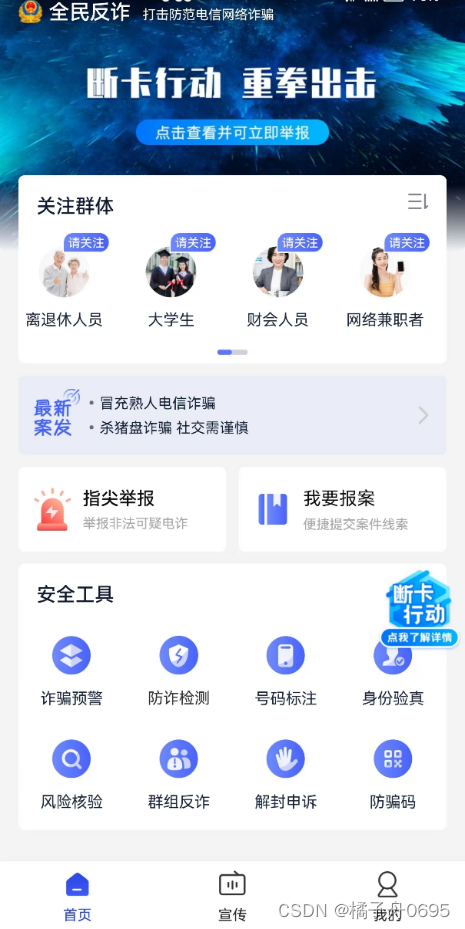 全民反诈 打击防范电信网络诈骗
断卡行动 重拳出击
点击查看并可立即举报
关注群体
请关注 请关注 请关注 请关注
离退休人员 大学生 财会人员 网络兼职者
最新
案发
• 冒充熟人电信诈骗
• 杀猪盘诈骗 社交需谨慎
指尖举报
举报非法可疑电诈
我要报案
便捷提交案件线索
安全工具
断卡
行动
点我了解详情
诈骗预警 防诈检测 号码标注 身份验真
风险核验 群组反诈 解封申诉 防骗码
首页 宣传 我的
CSDN @橘子舟0695